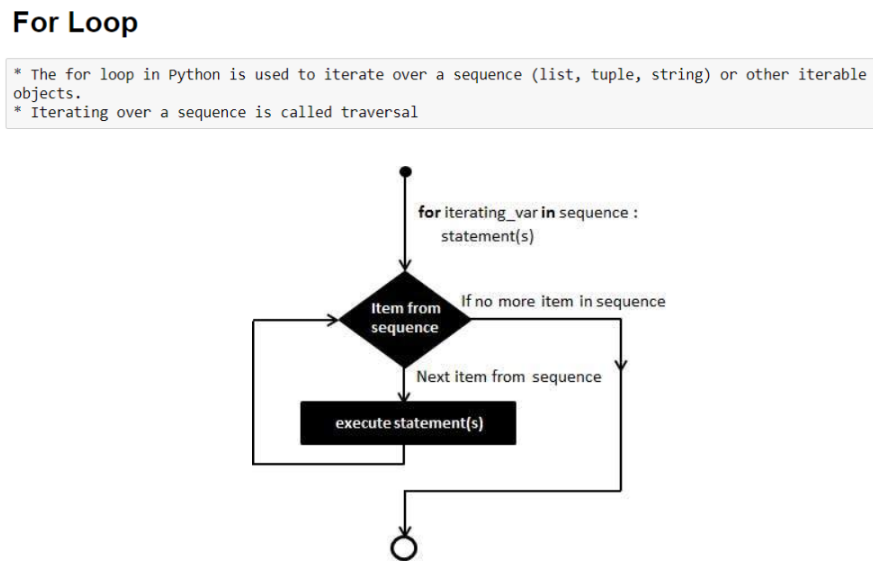 For Loop
* The for loop in Python is used to iterate over a sequence (list, tuple, string) or other iterable
objects.
* Iterating over a sequence is called traversal
for iterating_var in sequence :
statement(s)
If no more item in sequence
Item from
sequence
Next item from sequence
execute statement(s)